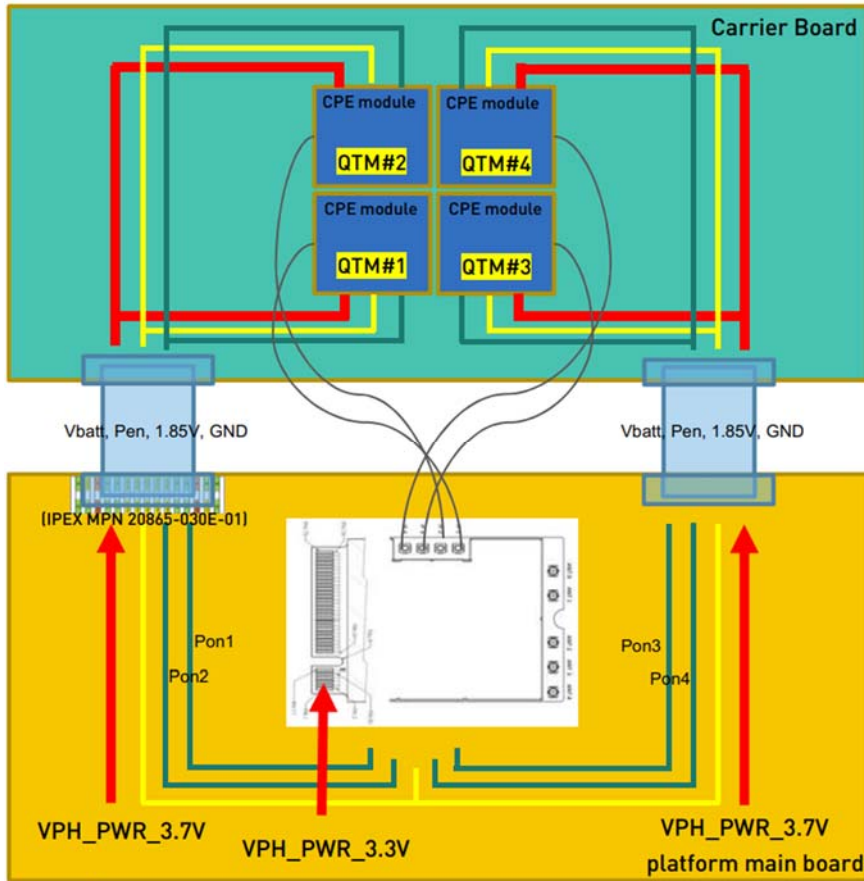 Carrier Board
CPE module
QTM#2
CPE module
QTM#4
CPE module
QTM#1
CPE module
QTM#3
Vbatt, Pen, 1.85V, GND
Vbatt, Pen, 1.85V, GND
(IPEX MPN 20865-030E-01)
Pon1
Pon2
Pon3
Pon4
VPH_PWR_3.7V
VPH_PWR_3.3V
VPH_PWR_3.7V
platform main board